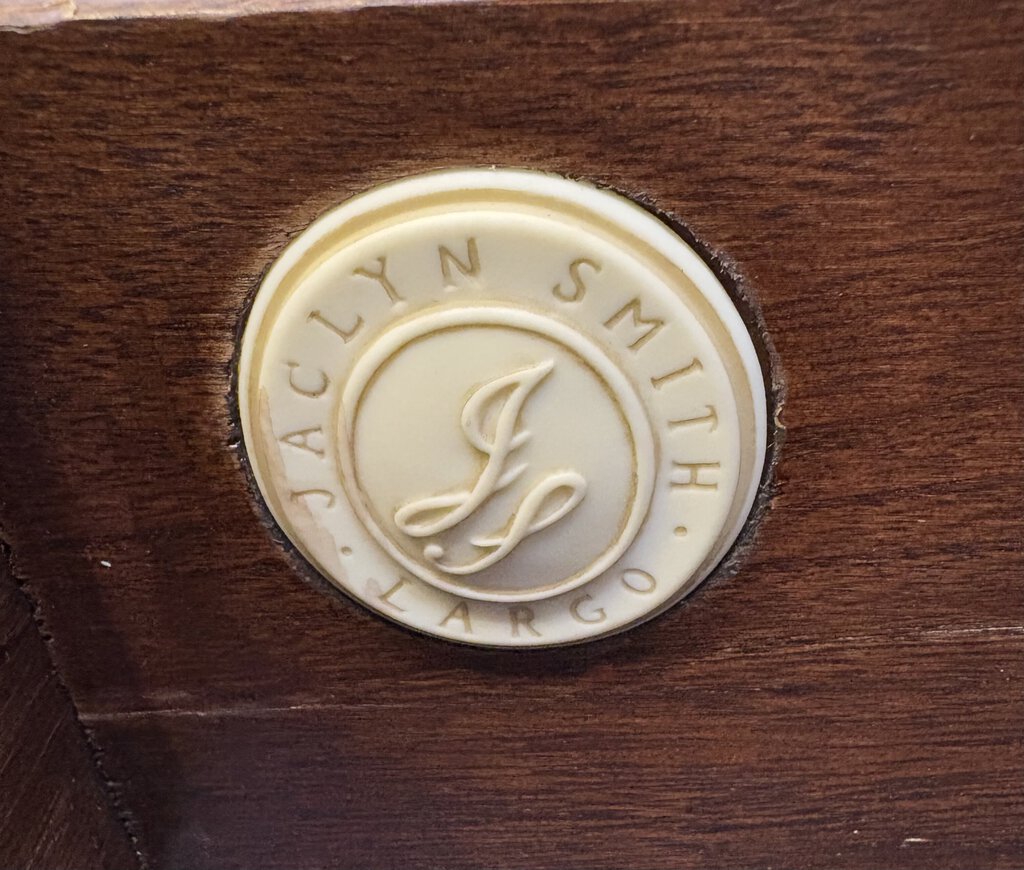 JACLYN SMITH
· LARGO ·
JS